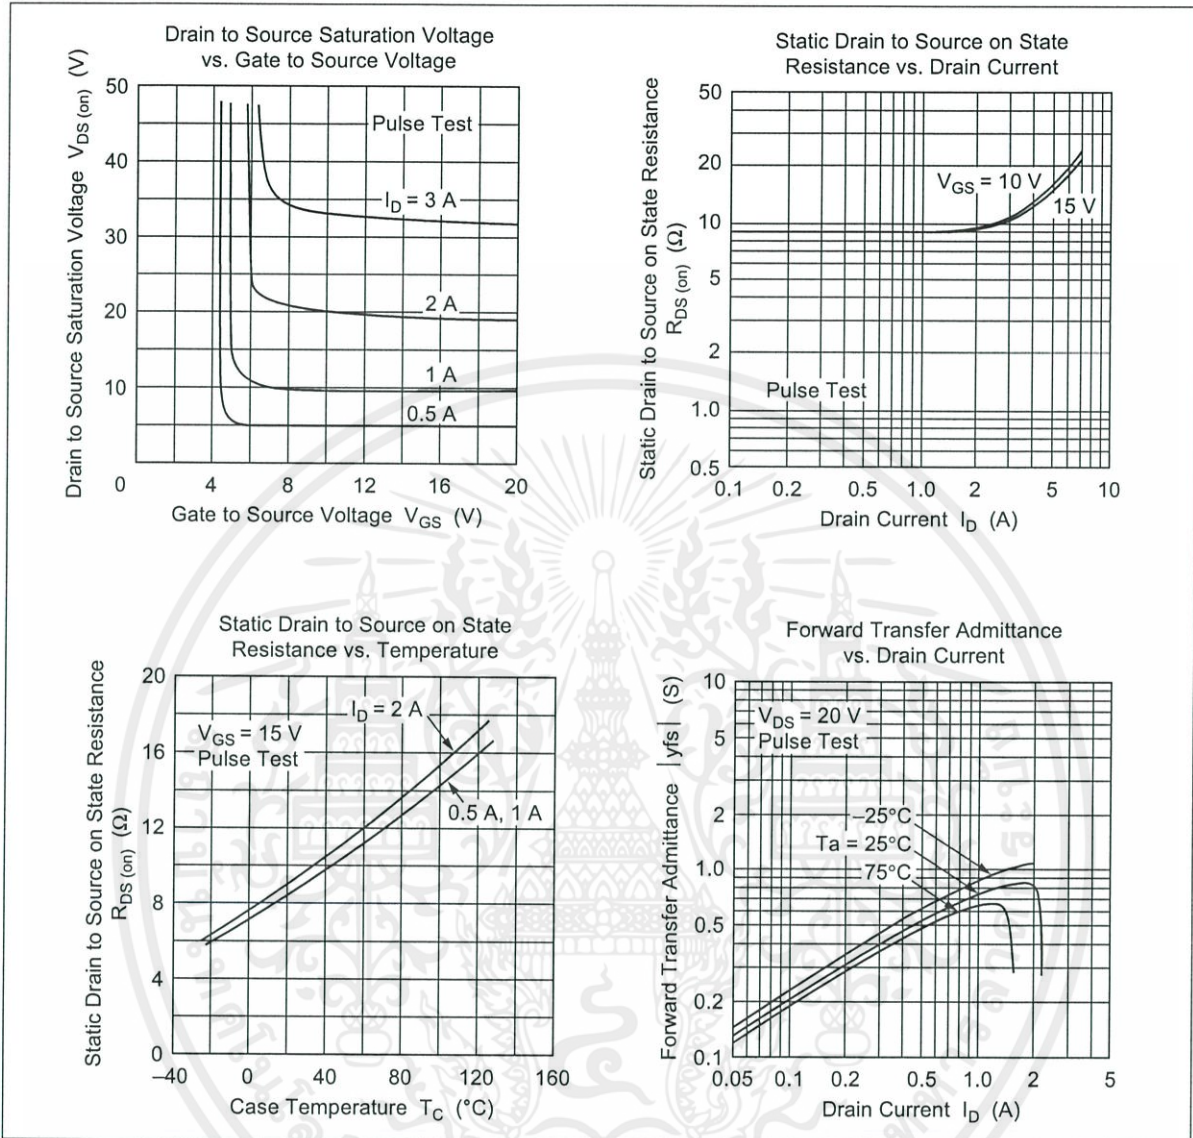 Drain to Source Saturation Voltage
vs. Gate to Source Voltage
Drain to Source Saturation Voltage V_DS (on) (V)
50
40
30
20
10
0
Pulse Test
I_D = 3 A
2 A
1 A
0.5 A
4 8 12 16 20
Gate to Source Voltage V_GS (V)
Static Drain to Source on State
Resistance vs. Drain Current
Static Drain to Source on State Resistance
R_DS (on) (Ω)
50
20
10
5
2
1.0
0.5
V_GS = 10 V
15 V
Pulse Test
0.1 0.2 0.5 1.0 2 5 10
Drain Current I_D (A)
Static Drain to Source on State
Resistance vs. Temperature
Static Drain to Source on State Resistance
R_DS (on) (Ω)
20
16
12
8
4
0
I_D = 2 A
V_GS = 15 V
Pulse Test
0.5 A, 1 A
–40 0 40 80 120 160
Case Temperature T_C (°C)
Forward Transfer Admittance
vs. Drain Current
Forward Transfer Admittance |yfs| (S)
10
5
2
1.0
0.5
0.2
0.1
V_DS = 20 V
Pulse Test
–25°C
Ta = 25°C
75°C
0.05 0.1 0.2 0.5 1.0 2 5
Drain Current I_D (A)